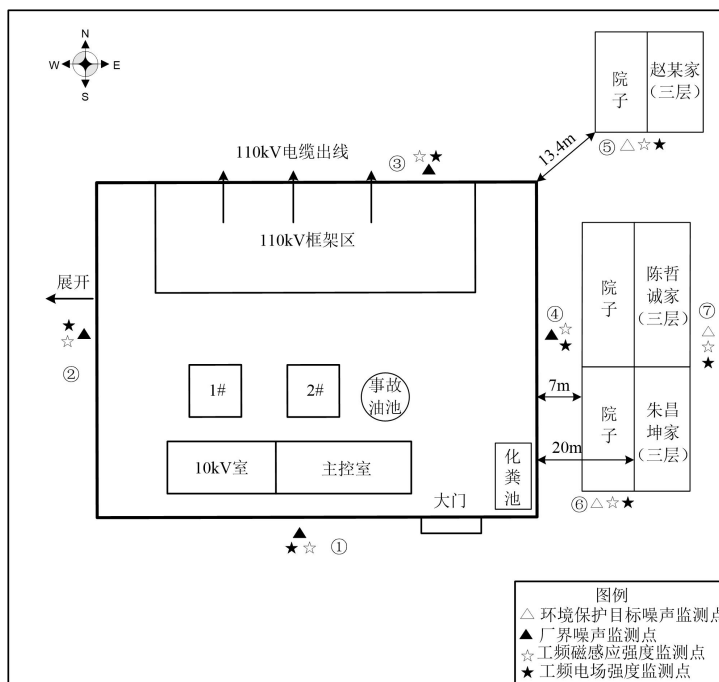 N
W E
S
院子
赵某家
（三层）
13.4m
⑤
110kV电缆出线
③
110kV框架区
展开
②
④
院子
陈哲
诚家
（三层）
⑦
7m
1#
2#
事故
油池
10kV室
主控室
化粪池
大门
20m
院子
朱昌
坤家
（三层）
⑥
①
图例
环境保护目标噪声监测点
厂界噪声监测点
工频磁感应强度监测点
工频电场强度监测点